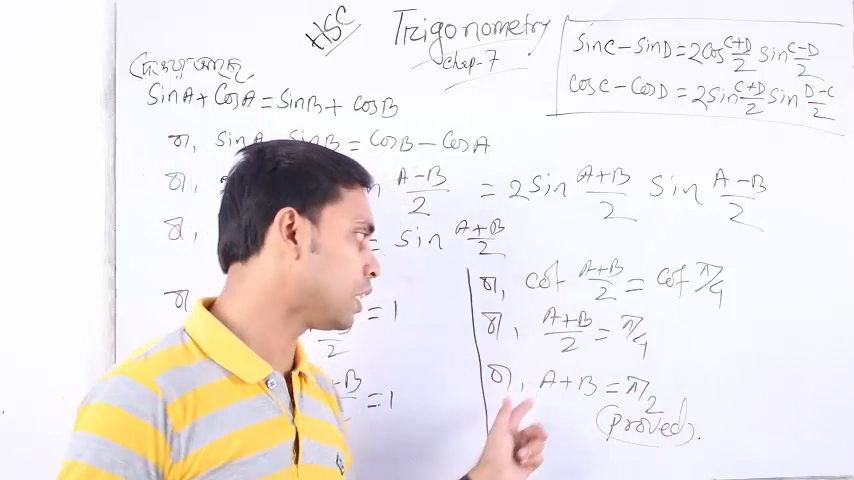 HSC
Trigonometry
Chap-7
দেওয়া আছে,
SinA + CosA = SinB + CosB
বা, SinA - SinB = CosB - CosA
বা, A-B/2 = 2Sin A+B/2 Sin A-B/2
বা, = Sin A+B/2
বা, = 1
= 1
SinC - SinD = 2Cos C+D/2 Sin C-D/2
CosC - CosD = 2Sin C+D/2 Sin D-C/2
বা, Cot A+B/2 = Cot π/4
বা, A+B/2 = π/4
বা, A+B = π/2
(Proved).